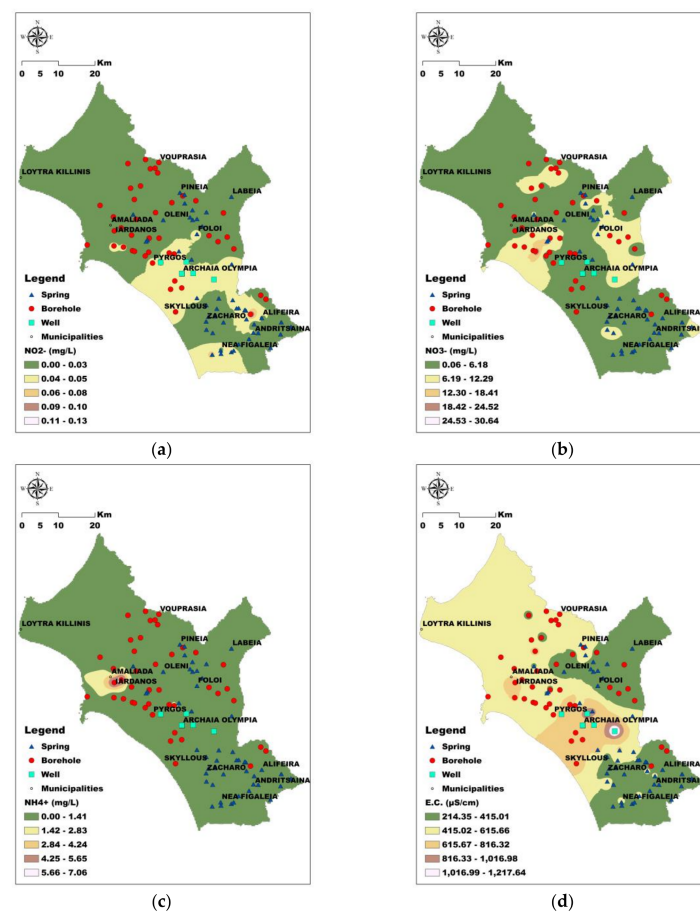 N
W E
S
Km
0 5 10 20
VOUPRASIA
LOYTRA KILLINIS
PINEIA
LABEIA
AMALIADA
OLENI
IARDANOS
FOLOI
PYRGOS
ARCHAIA OLYMPIA
SKYLLOUS
ZACHARO
ALIFEIRA
ANDRITSAINA
NEA FIGALEIA
Legend
Spring
Borehole
Well
Municipalities
NO2- (mg/L)
0.00 - 0.03
0.04 - 0.05
0.06 - 0.08
0.09 - 0.10
0.11 - 0.13
(a)
N
W E
S
Km
0 5 10 20
VOUPRASIA
LOYTRA KILLINIS
PINEIA
LABEIA
AMALIADA
OLENI
IARDANOS
FOLOI
PYRGOS
ARCHAIA OLYMPIA
SKYLLOUS
ZACHARO
ALIFEIRA
ANDRITSAINA
NEA FIGALEIA
Legend
Spring
Borehole
Well
Municipalities
NO3- (mg/L)
0.06 - 6.18
6.19 - 12.29
12.30 - 18.41
18.42 - 24.52
24.53 - 30.64
(b)
N
W E
S
Km
0 5 10 20
VOUPRASIA
LOYTRA KILLINIS
PINEIA
LABEIA
AMALIADA
OLENI
IARDANOS
FOLOI
PYRGOS
ARCHAIA OLYMPIA
SKYLLOUS
ZACHARO
ALIFEIRA
ANDRITSAINA
NEA FIGALEIA
Legend
Spring
Borehole
Well
Municipalities
NH4+ (mg/L)
0.00 - 1.41
1.42 - 2.83
2.84 - 4.24
4.25 - 5.65
5.66 - 7.06
(c)
N
W E
S
Km
0 5 10 20
VOUPRASIA
LOYTRA KILLINIS
PINEIA
LABEIA
AMALIADA
OLENI
IARDANOS
FOLOI
PYRGOS
ARCHAIA OLYMPIA
SKYLLOUS
ZACHARO
ALIFEIRA
ANDRITSAINA
NEA FIGALEIA
Legend
Spring
Borehole
Well
Municipalities
E.C. (µS/cm)
214.35 - 415.01
415.02 - 615.66
615.67 - 816.32
816.33 - 1,016.98
1,016.99 - 1,217.64
(d)